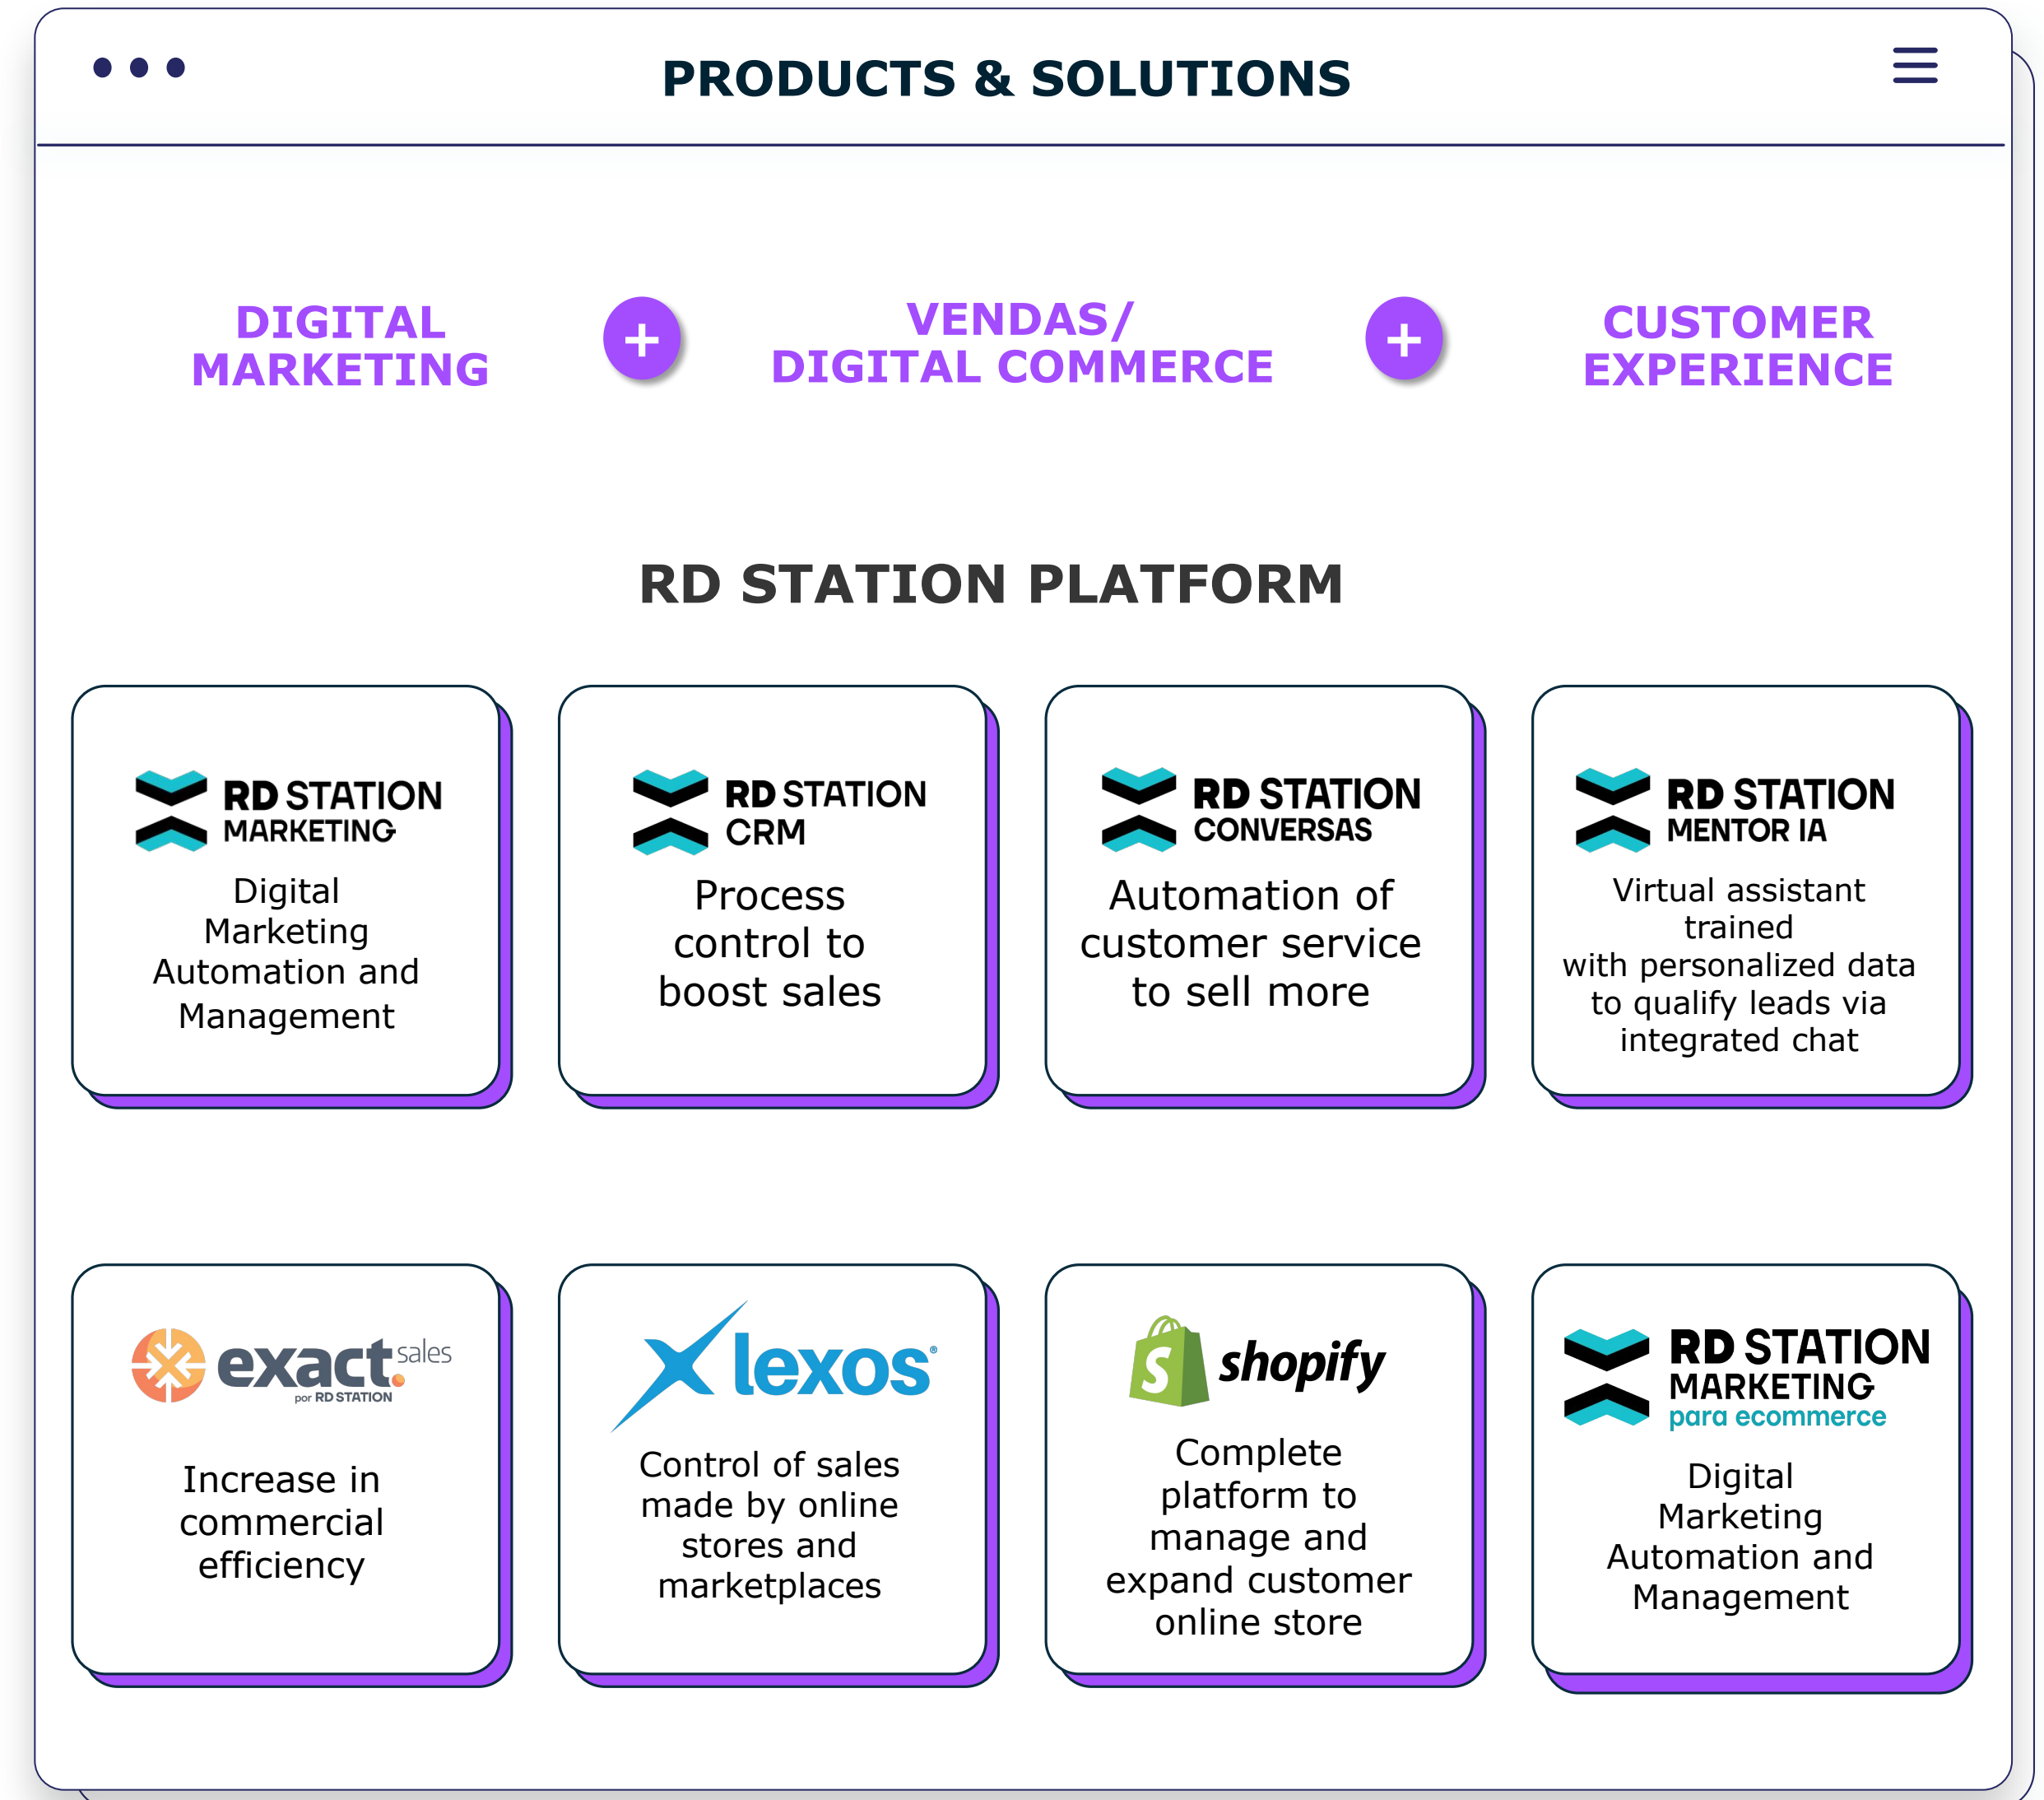 PRODUCTS & SOLUTIONS
DIGITAL
MARKETING
+
VENDAS/
DIGITAL COMMERCE
+
CUSTOMER
EXPERIENCE
RD STATION PLATFORM
RD STATION
MARKETING
Digital
Marketing
Automation and
Management
RD STATION
CRM
Process
control to
boost sales
RD STATION
CONVERSAS
Automation of
customer service
to sell more
RD STATION
MENTOR IA
Virtual assistant
trained
with personalized data
to qualify leads via
integrated chat
exact. sales
por RD STATION
Increase in
commercial
efficiency
lexos®
Control of sales
made by online
stores and
marketplaces
shopify
Complete
platform to
manage and
expand customer
online store
RD STATION
MARKETING
para ecommerce
Digital
Marketing
Automation and
Management